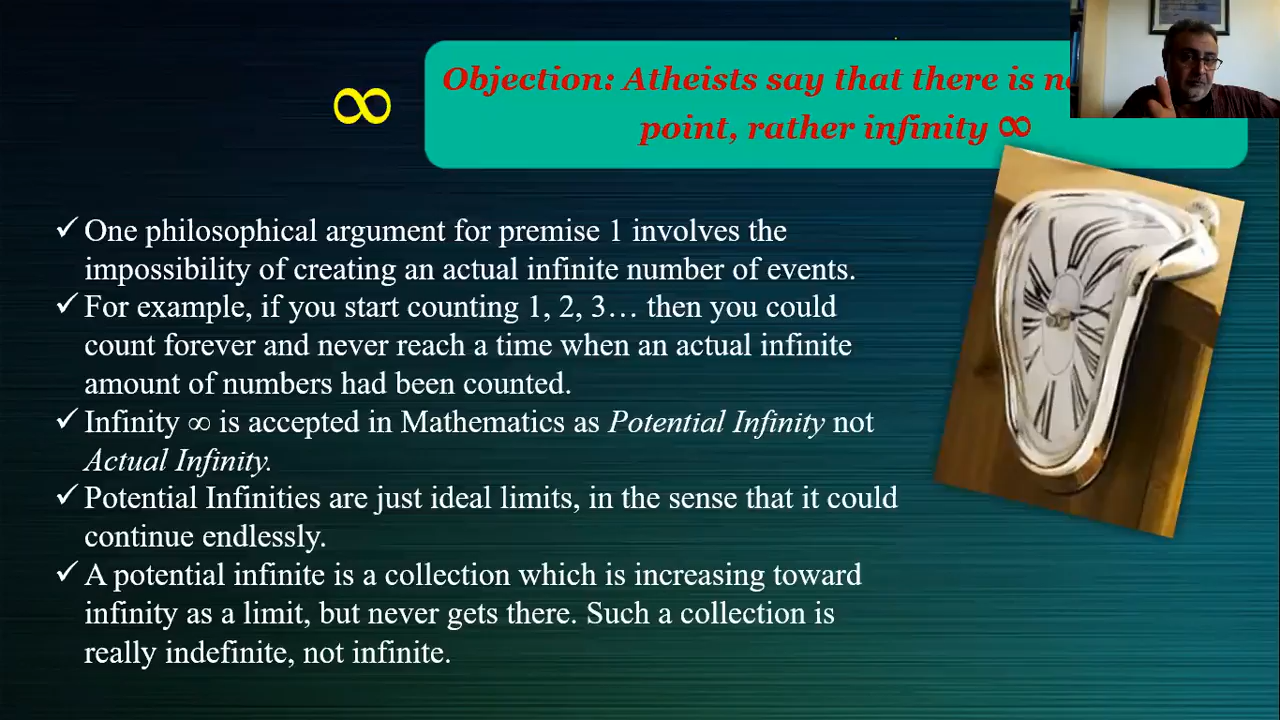 ∞
Objection: Atheists say that there is
point, rather infinity ∞
✓ One philosophical argument for premise 1 involves the
impossibility of creating an actual infinite number of events.
✓ For example, if you start counting 1, 2, 3… then you could
count forever and never reach a time when an actual infinite
amount of numbers had been counted.
✓ Infinity ∞ is accepted in Mathematics as Potential Infinity not
Actual Infinity.
✓ Potential Infinities are just ideal limits, in the sense that it could
continue endlessly.
✓ A potential infinite is a collection which is increasing toward
infinity as a limit, but never gets there. Such a collection is
really indefinite, not infinite.